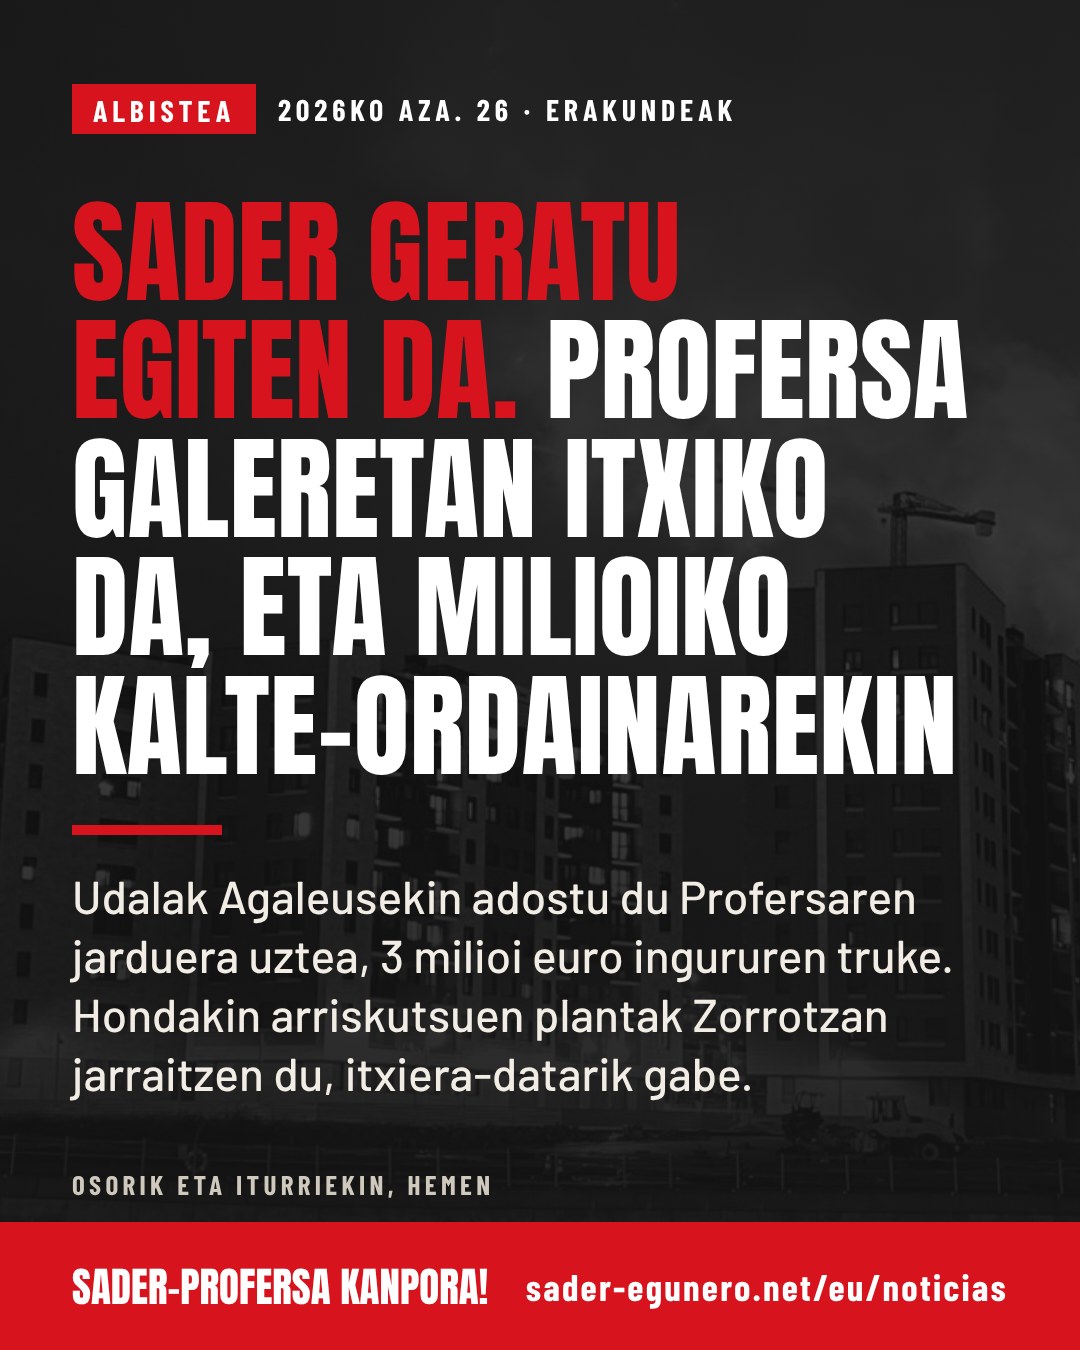 ALBISTEA 2026KO AZA. 26 · ERAKUNDEAK
SADER GERATU
EGITEN DA. PROFERSA
GALERETAN ITXIKO
DA, ETA MILIOIKO
KALTE-ORDAINAREKIN
Udalak Agaleusekin adostu du Profersaren
jarduera uztea, 3 milioi euro ingururen truke.
Hondakin arriskutsuen plantak Zorrotzan
jarraitzen du, itxiera-datarik gabe.
OSORIK ETA ITURRIEKIN, HEMEN
SADER-PROFERSA KANPORA! sader-egunero.net/eu/noticias